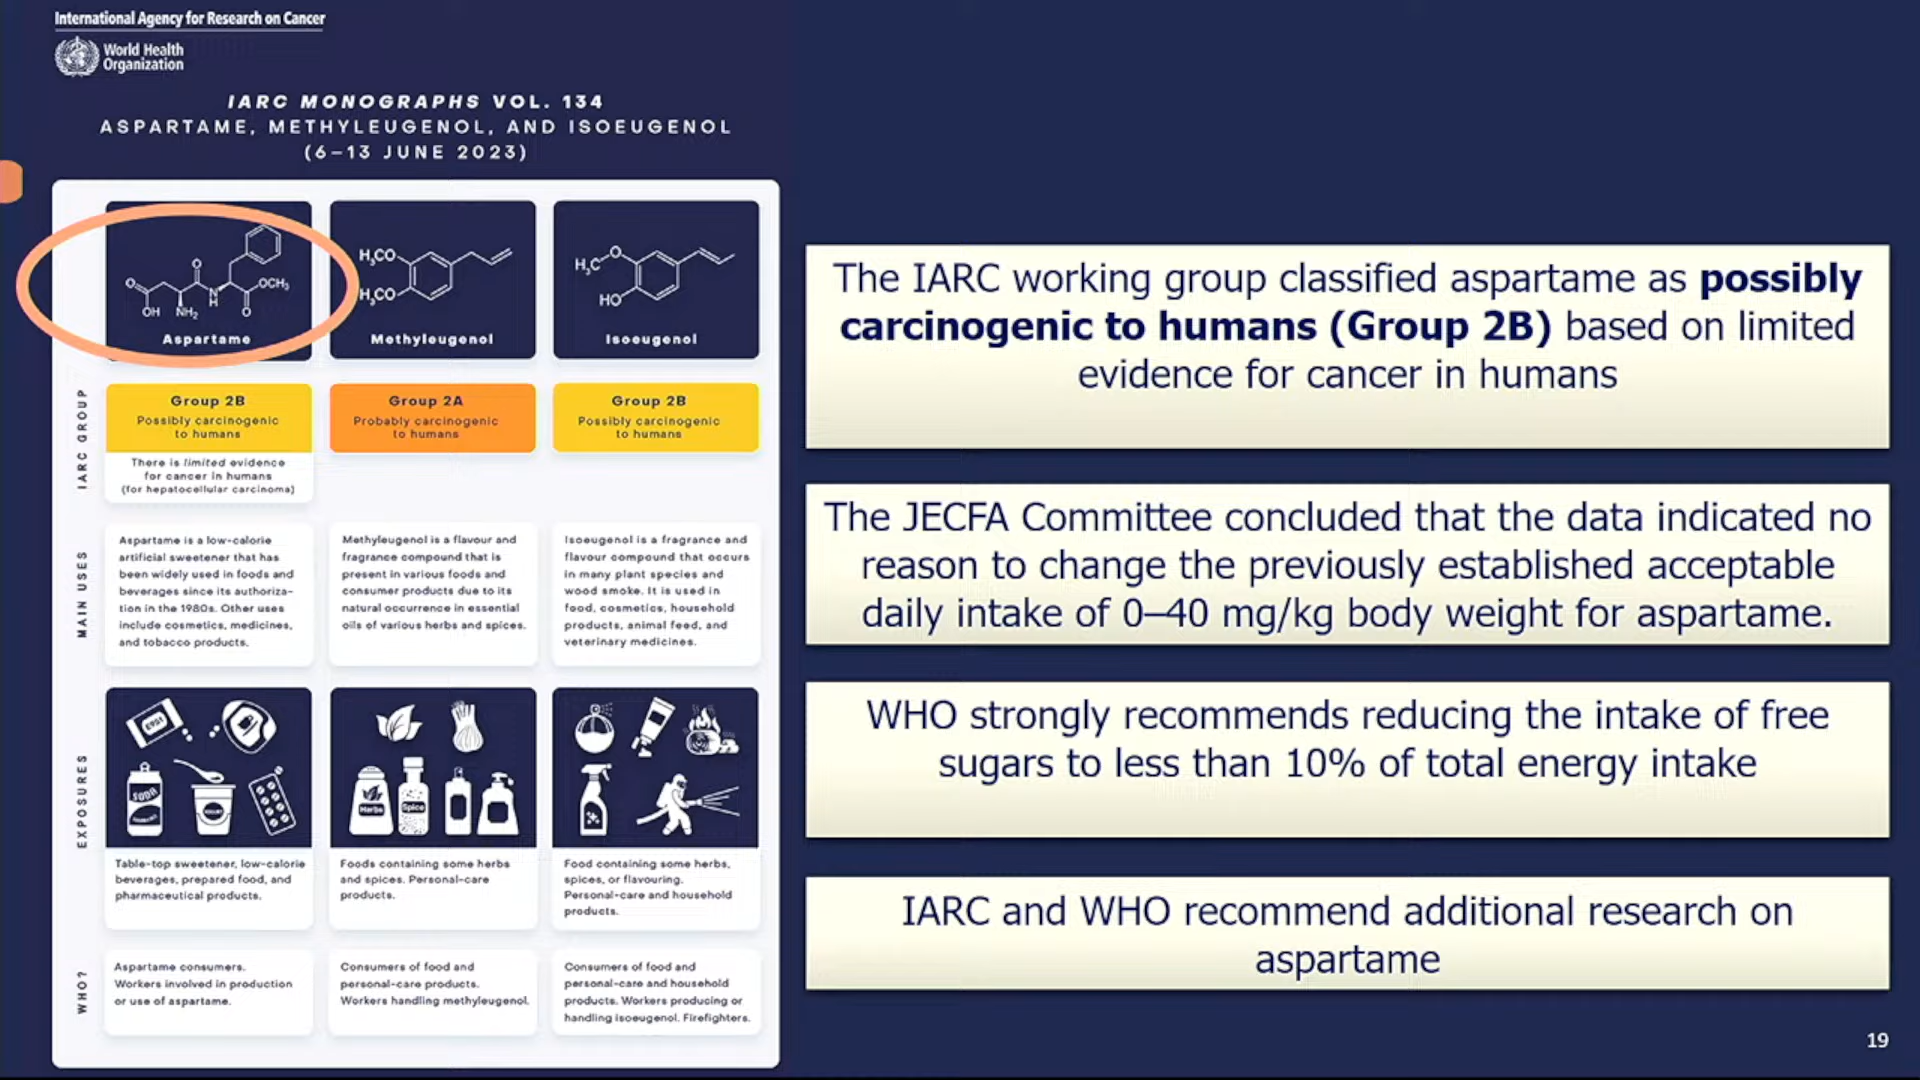 International Agency for Research on Cancer
World Health
Organization
IARC MONOGRAPHS VOL. 134
ASPARTAME, METHYLEUGENOL, AND ISOEUGENOL
(6–13 JUNE 2023)
O
O
OCH₃
OH
NH₂
N
H
O
Aspartame
H₃CO
H₃CO
Methyleugenol
H₃C
O
HO
Isoeugenol
IARC GROUP
Group 2B
Possibly carcinogenic
to humans
There is limited evidence
for cancer in humans
(for hepatocellular carcinoma)
Group 2A
Probably carcinogenic
to humans
Group 2B
Possibly carcinogenic
to humans
MAIN USES
Aspartame is a low-calorie
artificial sweetener that has
been widely used in foods and
beverages since its authoriza-
tion in the 1980s. Other uses
include cosmetics, medicines,
and tobacco products.
Methyleugenol is a flavour and
fragrance compound that is
present in various foods and
consumer products due to its
natural occurrence in essential
oils of various herbs and spices.
Isoeugenol is a fragrance and
flavour compound that occurs
in many plant species and
wood smoke. It is used in
food, cosmetics, household
products, animal feed, and
veterinary medicines.
EXPOSURES
E951
SODA
YOGURT
Herbs
Spice
Table-top sweetener, low-calorie
beverages, prepared food, and
pharmaceutical products.
Foods containing some herbs
and spices. Personal-care
products.
Food containing some herbs,
spices, or flavouring.
Personal-care and household
products.
WHO?
Aspartame consumers.
Workers involved in production
or use of aspartame.
Consumers of food and
personal-care products.
Workers handling methyleugenol.
Consumers of food and
personal-care and household
products. Workers producing or
handling isoeugenol. Firefighters.
The IARC working group classified aspartame as possibly
carcinogenic to humans (Group 2B) based on limited
evidence for cancer in humans
The JECFA Committee concluded that the data indicated no
reason to change the previously established acceptable
daily intake of 0–40 mg/kg body weight for aspartame.
WHO strongly recommends reducing the intake of free
sugars to less than 10% of total energy intake
IARC and WHO recommend additional research on
aspartame
19